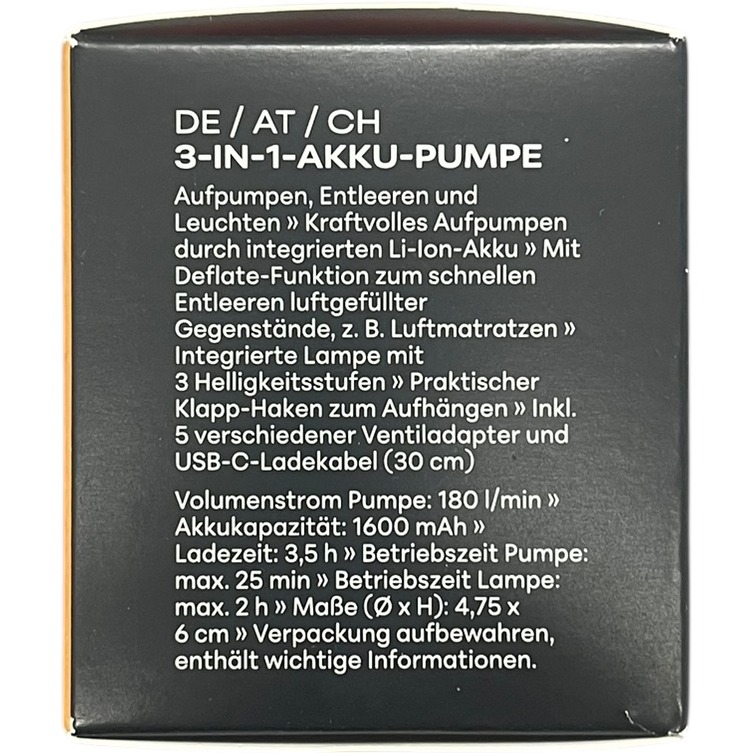 DE / AT / CH
3-IN-1-AKKU-PUMPE
Aufpumpen, Entleeren und
Leuchten » Kraftvolles Aufpumpen
durch integrierten Li-Ion-Akku » Mit
Deflate-Funktion zum schnellen
Entleeren luftgefüllter
Gegenstände, z. B. Luftmatratzen »
Integrierte Lampe mit
3 Helligkeitsstufen » Praktischer
Klapp-Haken zum Aufhängen » Inkl.
5 verschiedener Ventiladapter und
USB-C-Ladekabel (30 cm)
Volumenstrom Pumpe: 180 l/min »
Akkukapazität: 1600 mAh »
Ladezeit: 3,5 h » Betriebszeit Pumpe:
max. 25 min » Betriebszeit Lampe:
max. 2 h » Maße (Ø x H): 4,75 x
6 cm » Verpackung aufbewahren,
enthält wichtige Informationen.